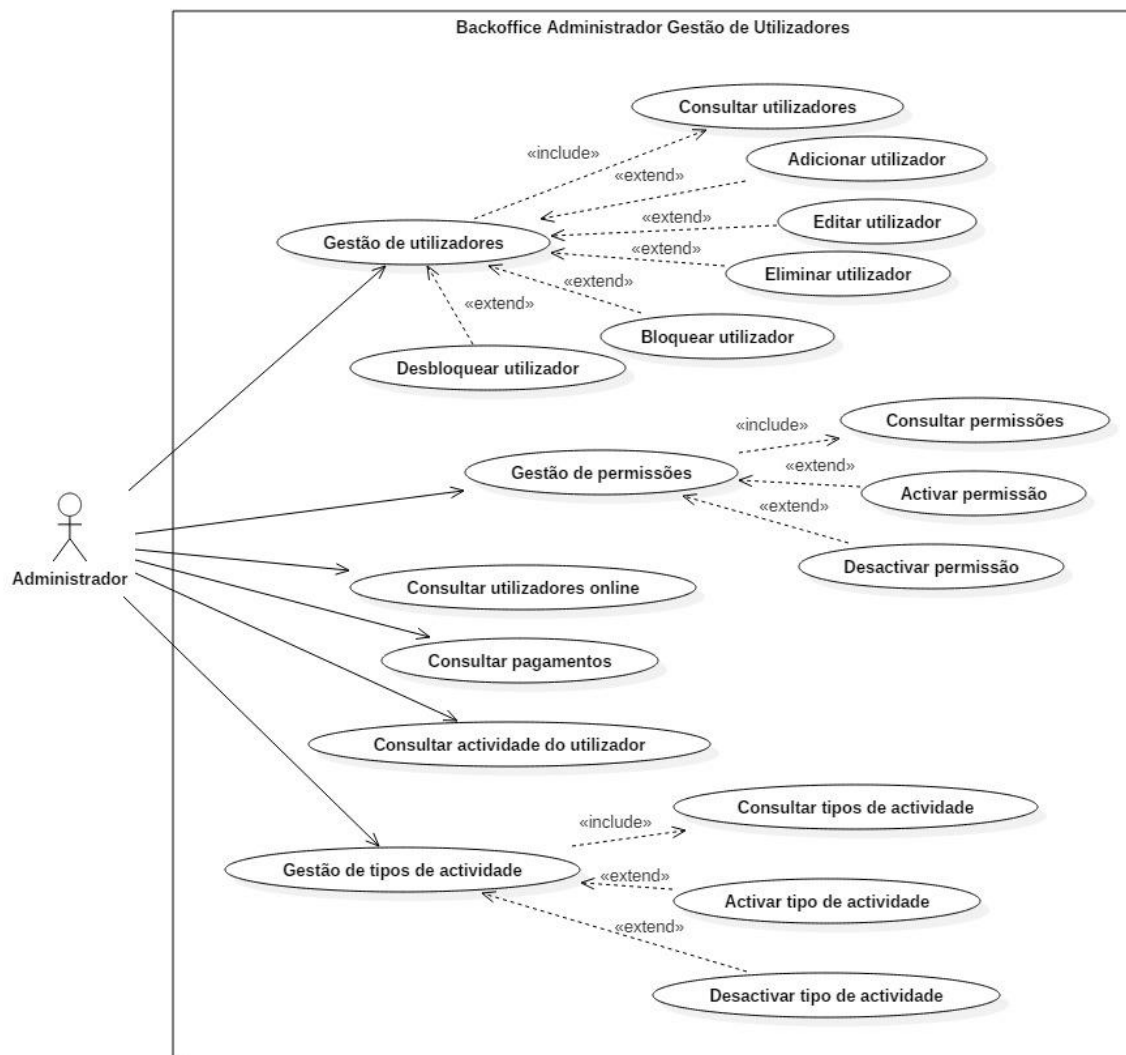 Backoffice Administrador Gestão de Utilizadores
Consultar utilizadores
«include»
Adicionar utilizador
«extend»
Editar utilizador
«extend»
Gestão de utilizadores
«extend»
Eliminar utilizador
«extend»
«extend»
Bloquear utilizador
Desbloquear utilizador
Consultar permissões
«include»
Gestão de permissões
«extend»
Activar permissão
«extend»
Desactivar permissão
Administrador
Consultar utilizadores online
Consultar pagamentos
Consultar actividade do utilizador
Consultar tipos de actividade
«include»
Gestão de tipos de actividade
«extend»
Activar tipo de actividade
«extend»
Desactivar tipo de actividade